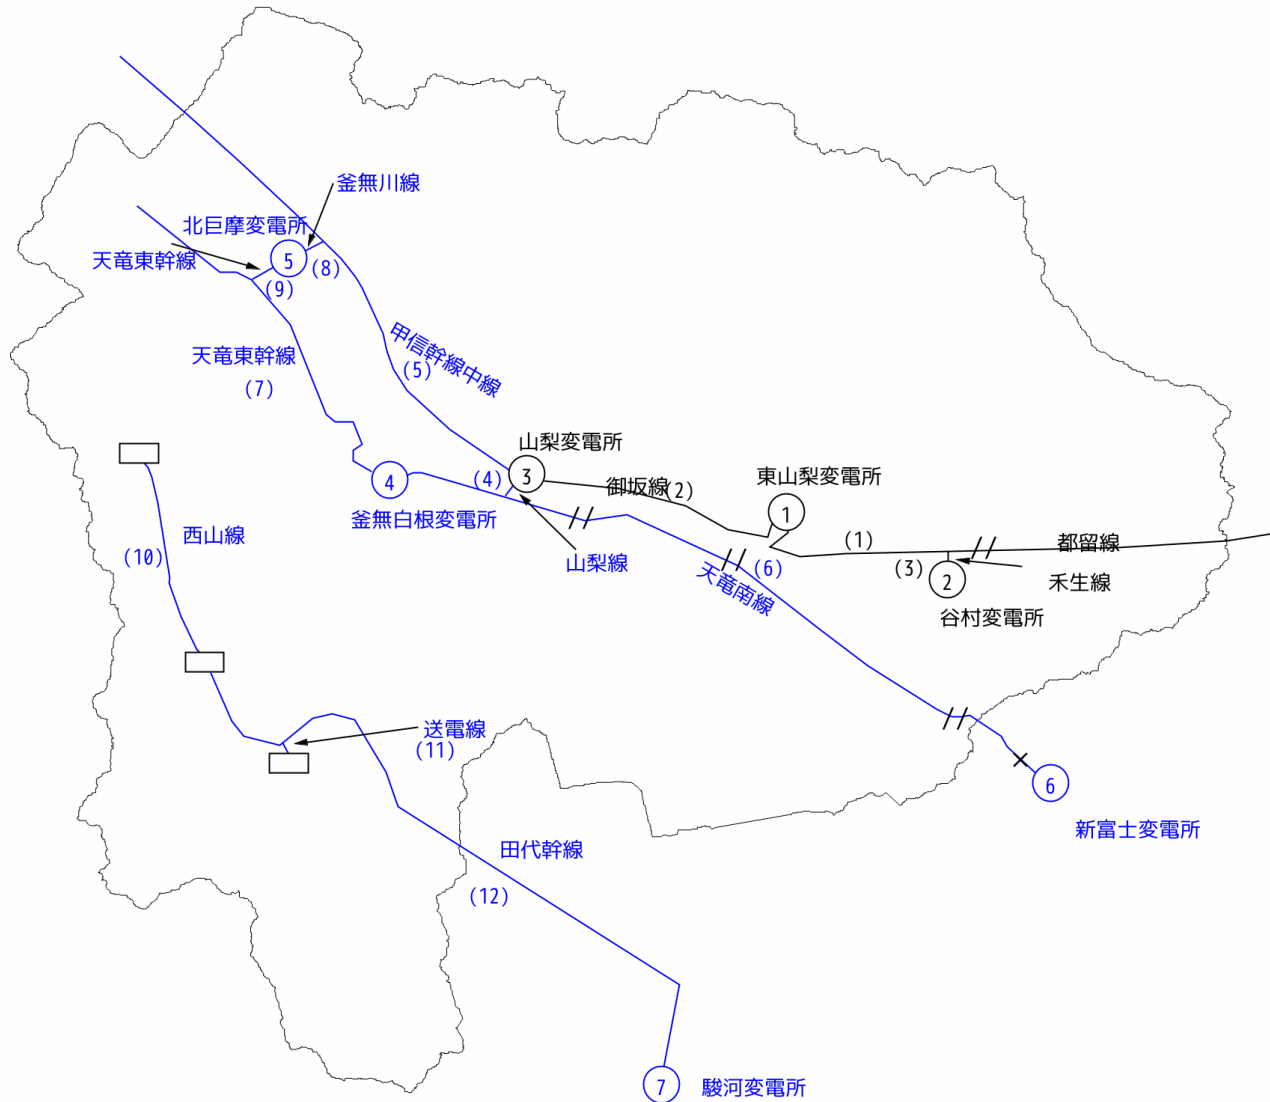 釜無川線
北巨摩変電所
天竜東幹線
5
(8)
(9)
天竜東幹線
(7)
甲信幹線中線
(5)
山梨変電所
3
(4)
4
御坂線(2)
東山梨変電所
1
釜無白根変電所
西山線
(10)
山梨線
(6)
天竜南線
(1)
都留線
(3)
2
禾生線
谷村変電所
送電線
(11)
6
新富士変電所
田代幹線
(12)
7
駿河変電所